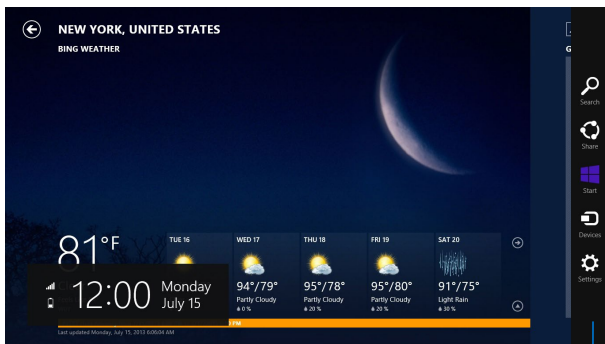 NEW YORK, UNITED STATES
BING WEATHER
G
Search
Share
Start
Devices
Settings
81°F
TUE 16
WED 17
THU 18
FRI 19
SAT 20
94°/79°
95°/78°
95°/80°
91°/75°
Partly Cloudy
Partly Cloudy
Partly Cloudy
Light Rain
0 %
20 %
20 %
30 %
12:00
Monday
July 15
PM
Last updated Monday, July 15, 2013 6:06:04 AM